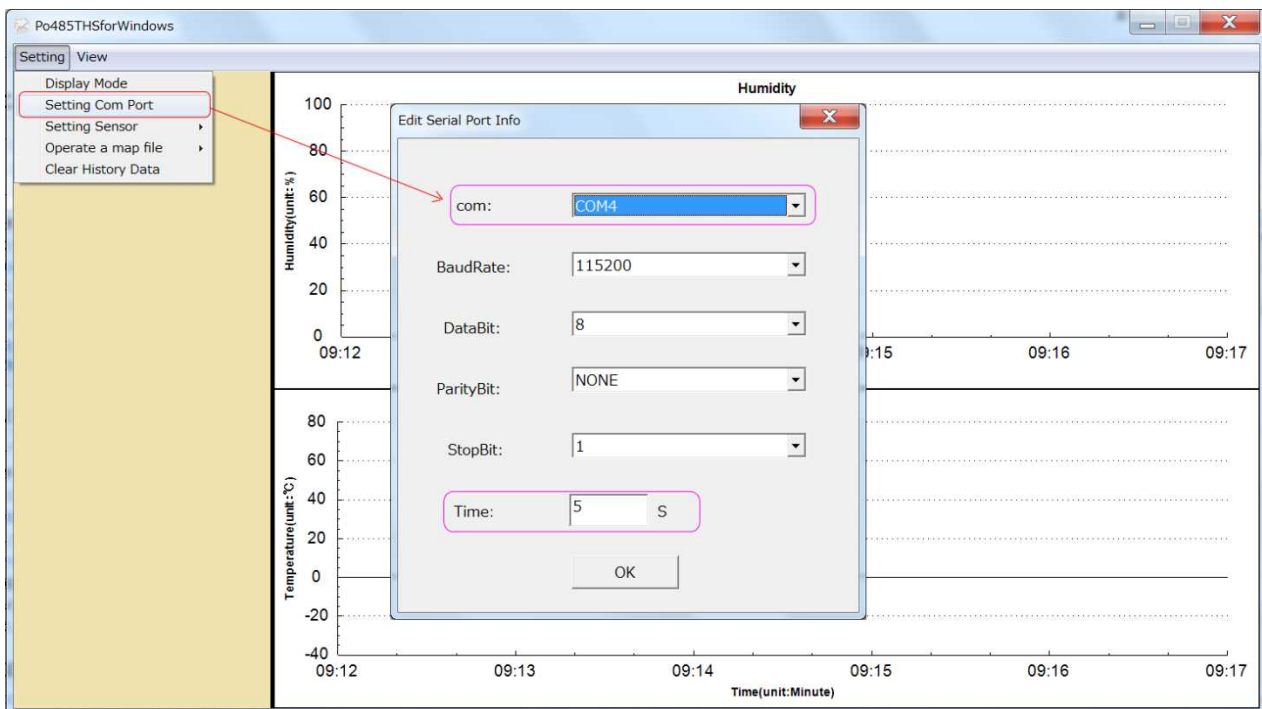 Po485THSforWindows
Setting View
Display Mode
Setting Com Port
Setting Sensor
Operate a map file
Clear History Data
Humidity
Humidity(unit:%)
100
80
60
40
20
0
09:12
09:15
09:16
09:17
Edit Serial Port Info
com: COM4
BaudRate: 115200
DataBit: 8
ParityBit: NONE
StopBit: 1
Time: 5 S
OK
Temperature(unit:℃)
80
60
40
20
0
-20
-40
09:12
09:13
09:14
09:15
09:16
09:17
Time(unit:Minute)